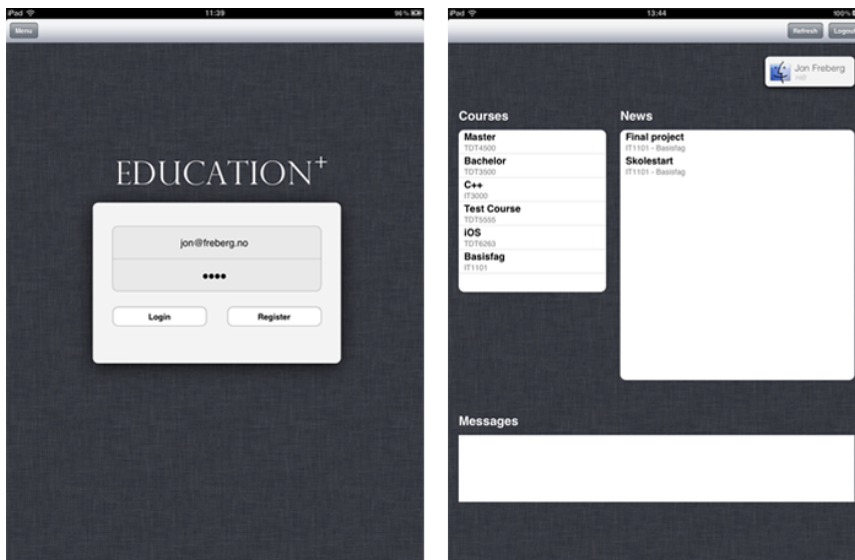 iPad 11:39 96%
Menu
EDUCATION+
jon@freberg.no
••••
Login Register
iPad 13:44 100%
Refresh Logout
Jon Freberg
Courses
Master
TDT4500
Bachelor
TDT3500
C++
IT3000
Test Course
TDT5555
iOS
TDT6263
Basisfag
IT1101
News
Final project
IT1101 - Basisfag
Skolestart
IT1101 - Basisfag
Messages